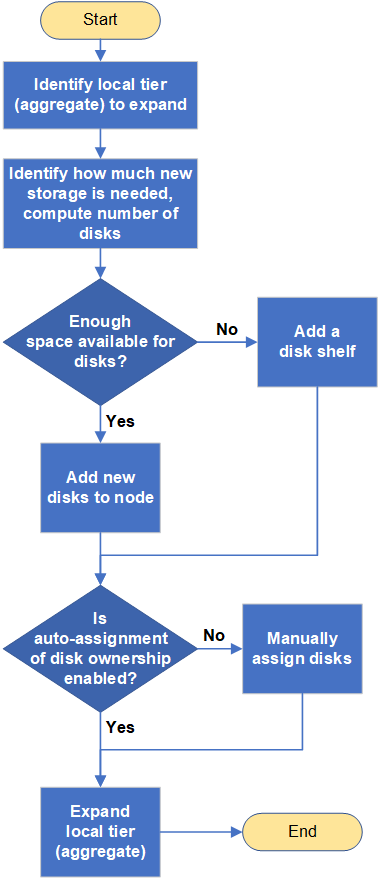 Start
Identify local tier
(aggregate) to expand
Identify how much new
storage is needed,
compute number of
disks
Enough
space available for
disks?
No
Add a
disk shelf
Yes
Add new
disks to node
Is
auto-assignment
of disk ownership
enabled?
No
Manually
assign disks
Yes
Expand
local tier
(aggregate)
End